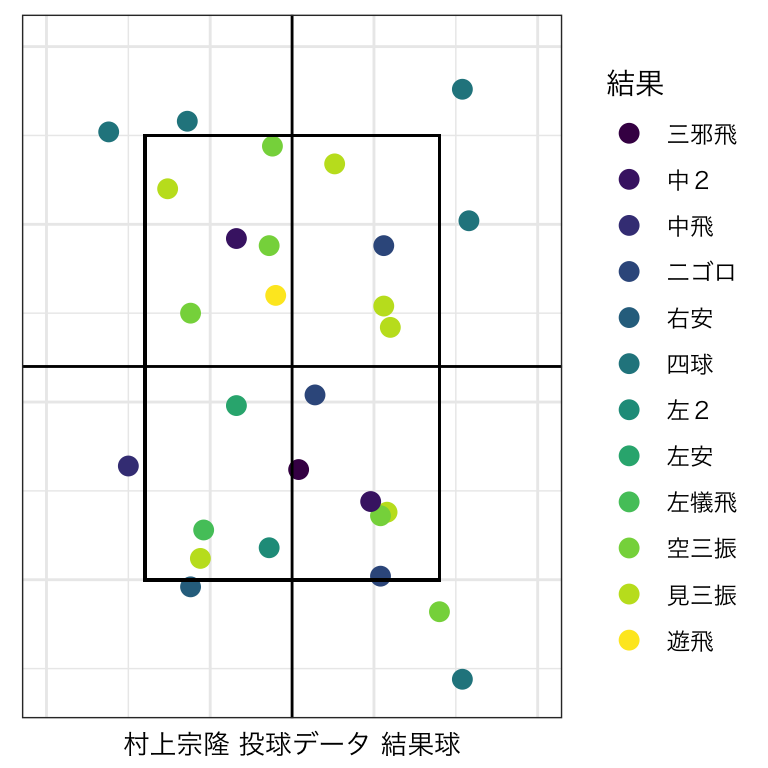 結果
三邪飛
中２
中飛
二ゴロ
右安
四球
左２
左安
左犠飛
空三振
見三振
遊飛
村上宗隆 投球データ 結果球